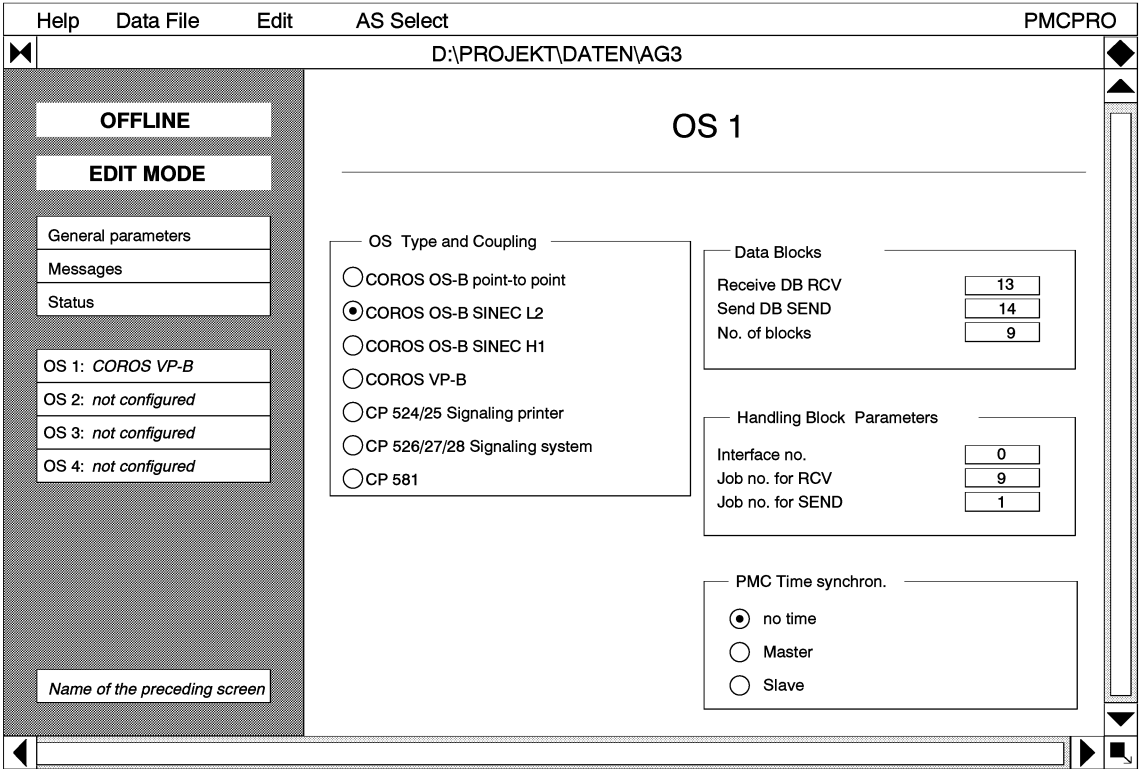 Help Data File Edit AS Select PMCPRO
D:\PROJEKT\DATEN\AG3
OFFLINE
EDIT MODE
General parameters
Messages
Status
OS 1: COROS VP-B
OS 2: not configured
OS 3: not configured
OS 4: not configured
Name of the preceding screen
OS 1
OS Type and Coupling
COROS OS-B point-to point
COROS OS-B SINEC L2
COROS OS-B SINEC H1
COROS VP-B
CP 524/25 Signaling printer
CP 526/27/28 Signaling system
CP 581
Data Blocks
Receive DB RCV 13
Send DB SEND 14
No. of blocks 9
Handling Block Parameters
Interface no. 0
Job no. for RCV 9
Job no. for SEND 1
PMC Time synchron.
no time
Master
Slave